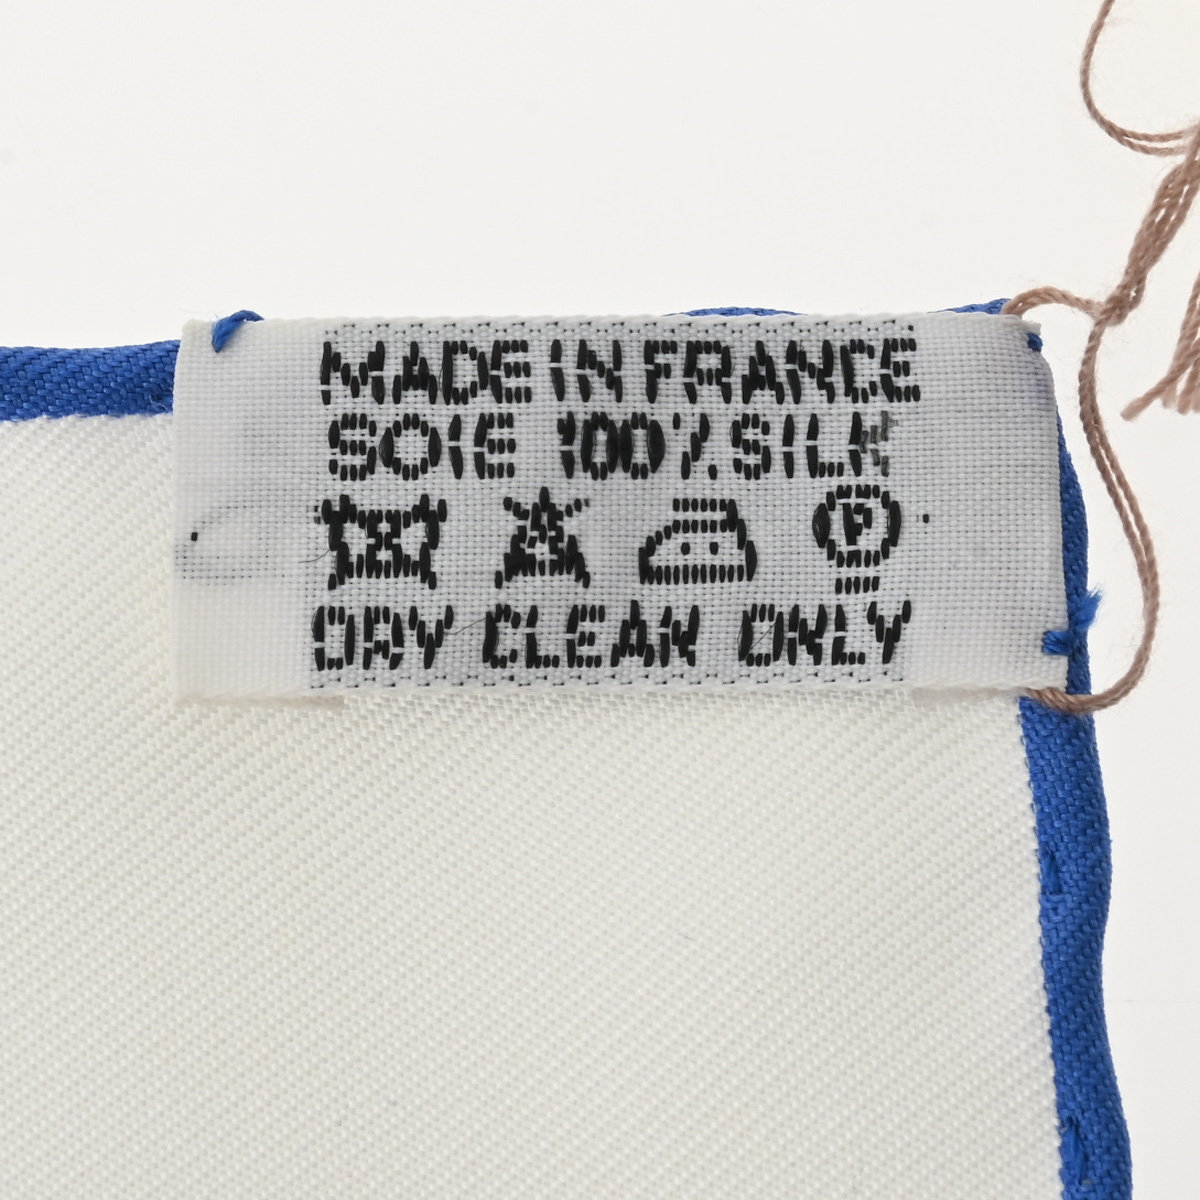 MADE IN FRANCE
SOIE 100% SILK
P
DRY CLEAN ONLY